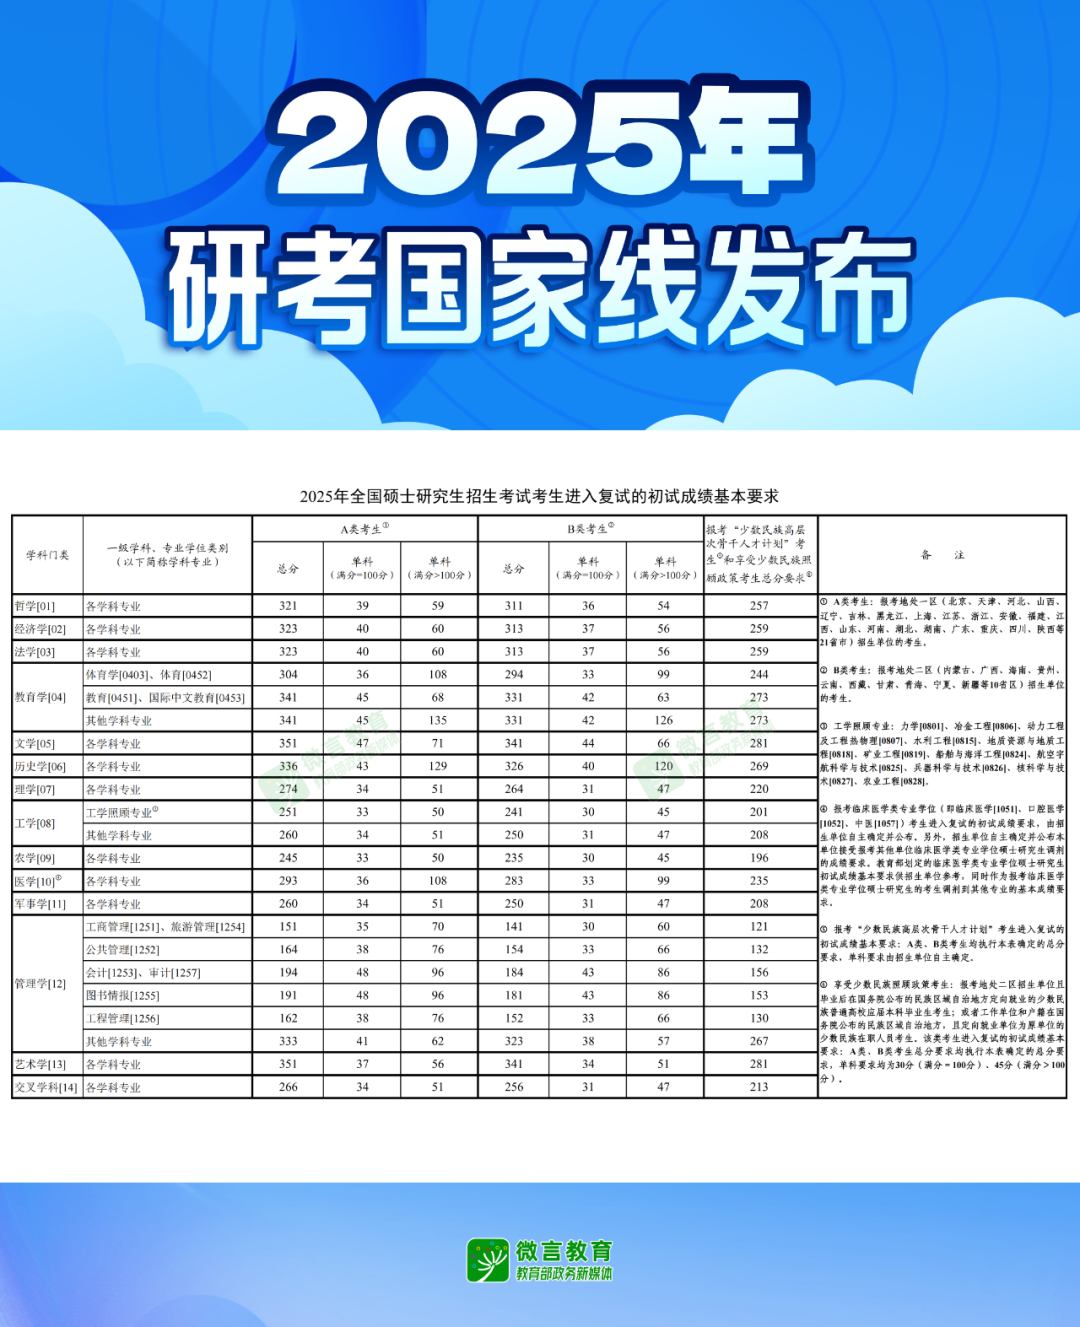 2025年
研考国家线发布
2025年全国硕士研究生招生考试考生进入复试的初试成绩基本要求
学科门类 一级学科、专业学位类别（以下简称学科专业） A类考生① B类考生② 报考“少数民族高层次骨干人才计划”考生⑤和享受少数民族照顾政策考生总分要求⑥ 备 注
总分 单科（满分=100分） 单科（满分>100分） 总分 单科（满分=100分） 单科（满分>100分）
哲学[01] 各学科专业 321 39 59 311 36 54 257
经济学[02] 各学科专业 323 40 60 313 37 56 259
法学[03] 各学科专业 323 40 60 313 37 56 259
教育学[04] 体育学[0403]、体育[0452] 304 36 108 294 33 99 244
教育[0451]、国际中文教育[0453] 341 45 68 331 42 63 273
其他学科专业 341 45 135 331 42 126 273
文学[05] 各学科专业 351 47 71 341 44 66 281
历史学[06] 各学科专业 336 43 129 326 40 120 269
理学[07] 各学科专业 274 34 51 264 31 47 220
工学[08] 工学照顾专业③ 251 33 50 241 30 45 201
其他学科专业 260 34 51 250 31 47 208
农学[09] 各学科专业 245 33 50 235 30 45 196
医学[10]④ 各学科专业 293 36 108 283 33 99 235
军事学[11] 各学科专业 260 34 51 250 31 47 208
管理学[12] 工商管理[1251]、旅游管理[1254] 151 35 70 141 30 60 121
公共管理[1252] 164 38 76 154 33 66 132
会计[1253]、审计[1257] 194 48 96 184 43 86 156
图书情报[1255] 191 48 96 181 43 86 153
工程管理[1256] 162 38 76 152 33 66 130
其他学科专业 333 41 62 323 38 57 267
艺术学[13] 各学科专业 351 37 56 341 34 51 281
交叉学科[14] 各学科专业 266 34 51 256 31 47 213
① A类考生：报考地处一区（北京、天津、河北、山西、
辽宁、吉林、黑龙江、上海、江苏、浙江、安徽、福建、江
西、山东、河南、湖北、湖南、广东、重庆、四川、陕西等
21省市）招生单位的考生。
② B类考生：报考地处二区（内蒙古、广西、海南、贵州、
云南、西藏、甘肃、青海、宁夏、新疆等10省区）招生单位
的考生。
③ 工学照顾专业：力学[0801]、冶金工程[0806]、动力工程
及工程热物理[0807]、水利工程[0815]、地质资源与地质工
程[0818]、矿业工程[0819]、船舶与海洋工程[0824]、航空宇
航科学与技术[0825]、兵器科学与技术[0826]、核科学与技
术[0827]、农业工程[0828]。
④ 报考临床医学类专业学位（即临床医学[1051]、口腔医学
[1052]、中医[1057]）考生进入复试的初试成绩要求，由招
生单位自主确定并公布。另外，招生单位自主确定并公布本
单位接受报考其他单位临床医学类专业学位硕士研究生调剂
的成绩要求。教育部划定的临床医学类专业学位硕士研究生
初试成绩基本要求供招生单位参考，同时作为报考临床医学
类专业学位硕士研究生的考生调剂到其他专业的基本成绩要
求。
⑤ 报考“少数民族高层次骨干人才计划”考生进入复试的
初试成绩基本要求：A类、B类考生均执行本表确定的总分
要求，单科要求由招生单位自主确定。
⑥ 享受少数民族照顾政策考生：报考地处二区招生单位且
毕业后在国务院公布的民族区域自治地方定向就业的少数民
族普通高校应届本科毕业生考生；或者工作单位和户籍在国
务院公布的民族区域自治地方，且定向就业单位为原单位的
少数民族在职人员考生。该类考生进入复试的初试成绩基本
要求：A类、B类考生总分要求均执行本表确定的总分要
求，单科要求均为30分（满分=100分）、45分（满分>100
分）。
微言教育
教育部政务新媒体
微言教育
教育部政务新媒体
微言教育
教育部政务新媒体